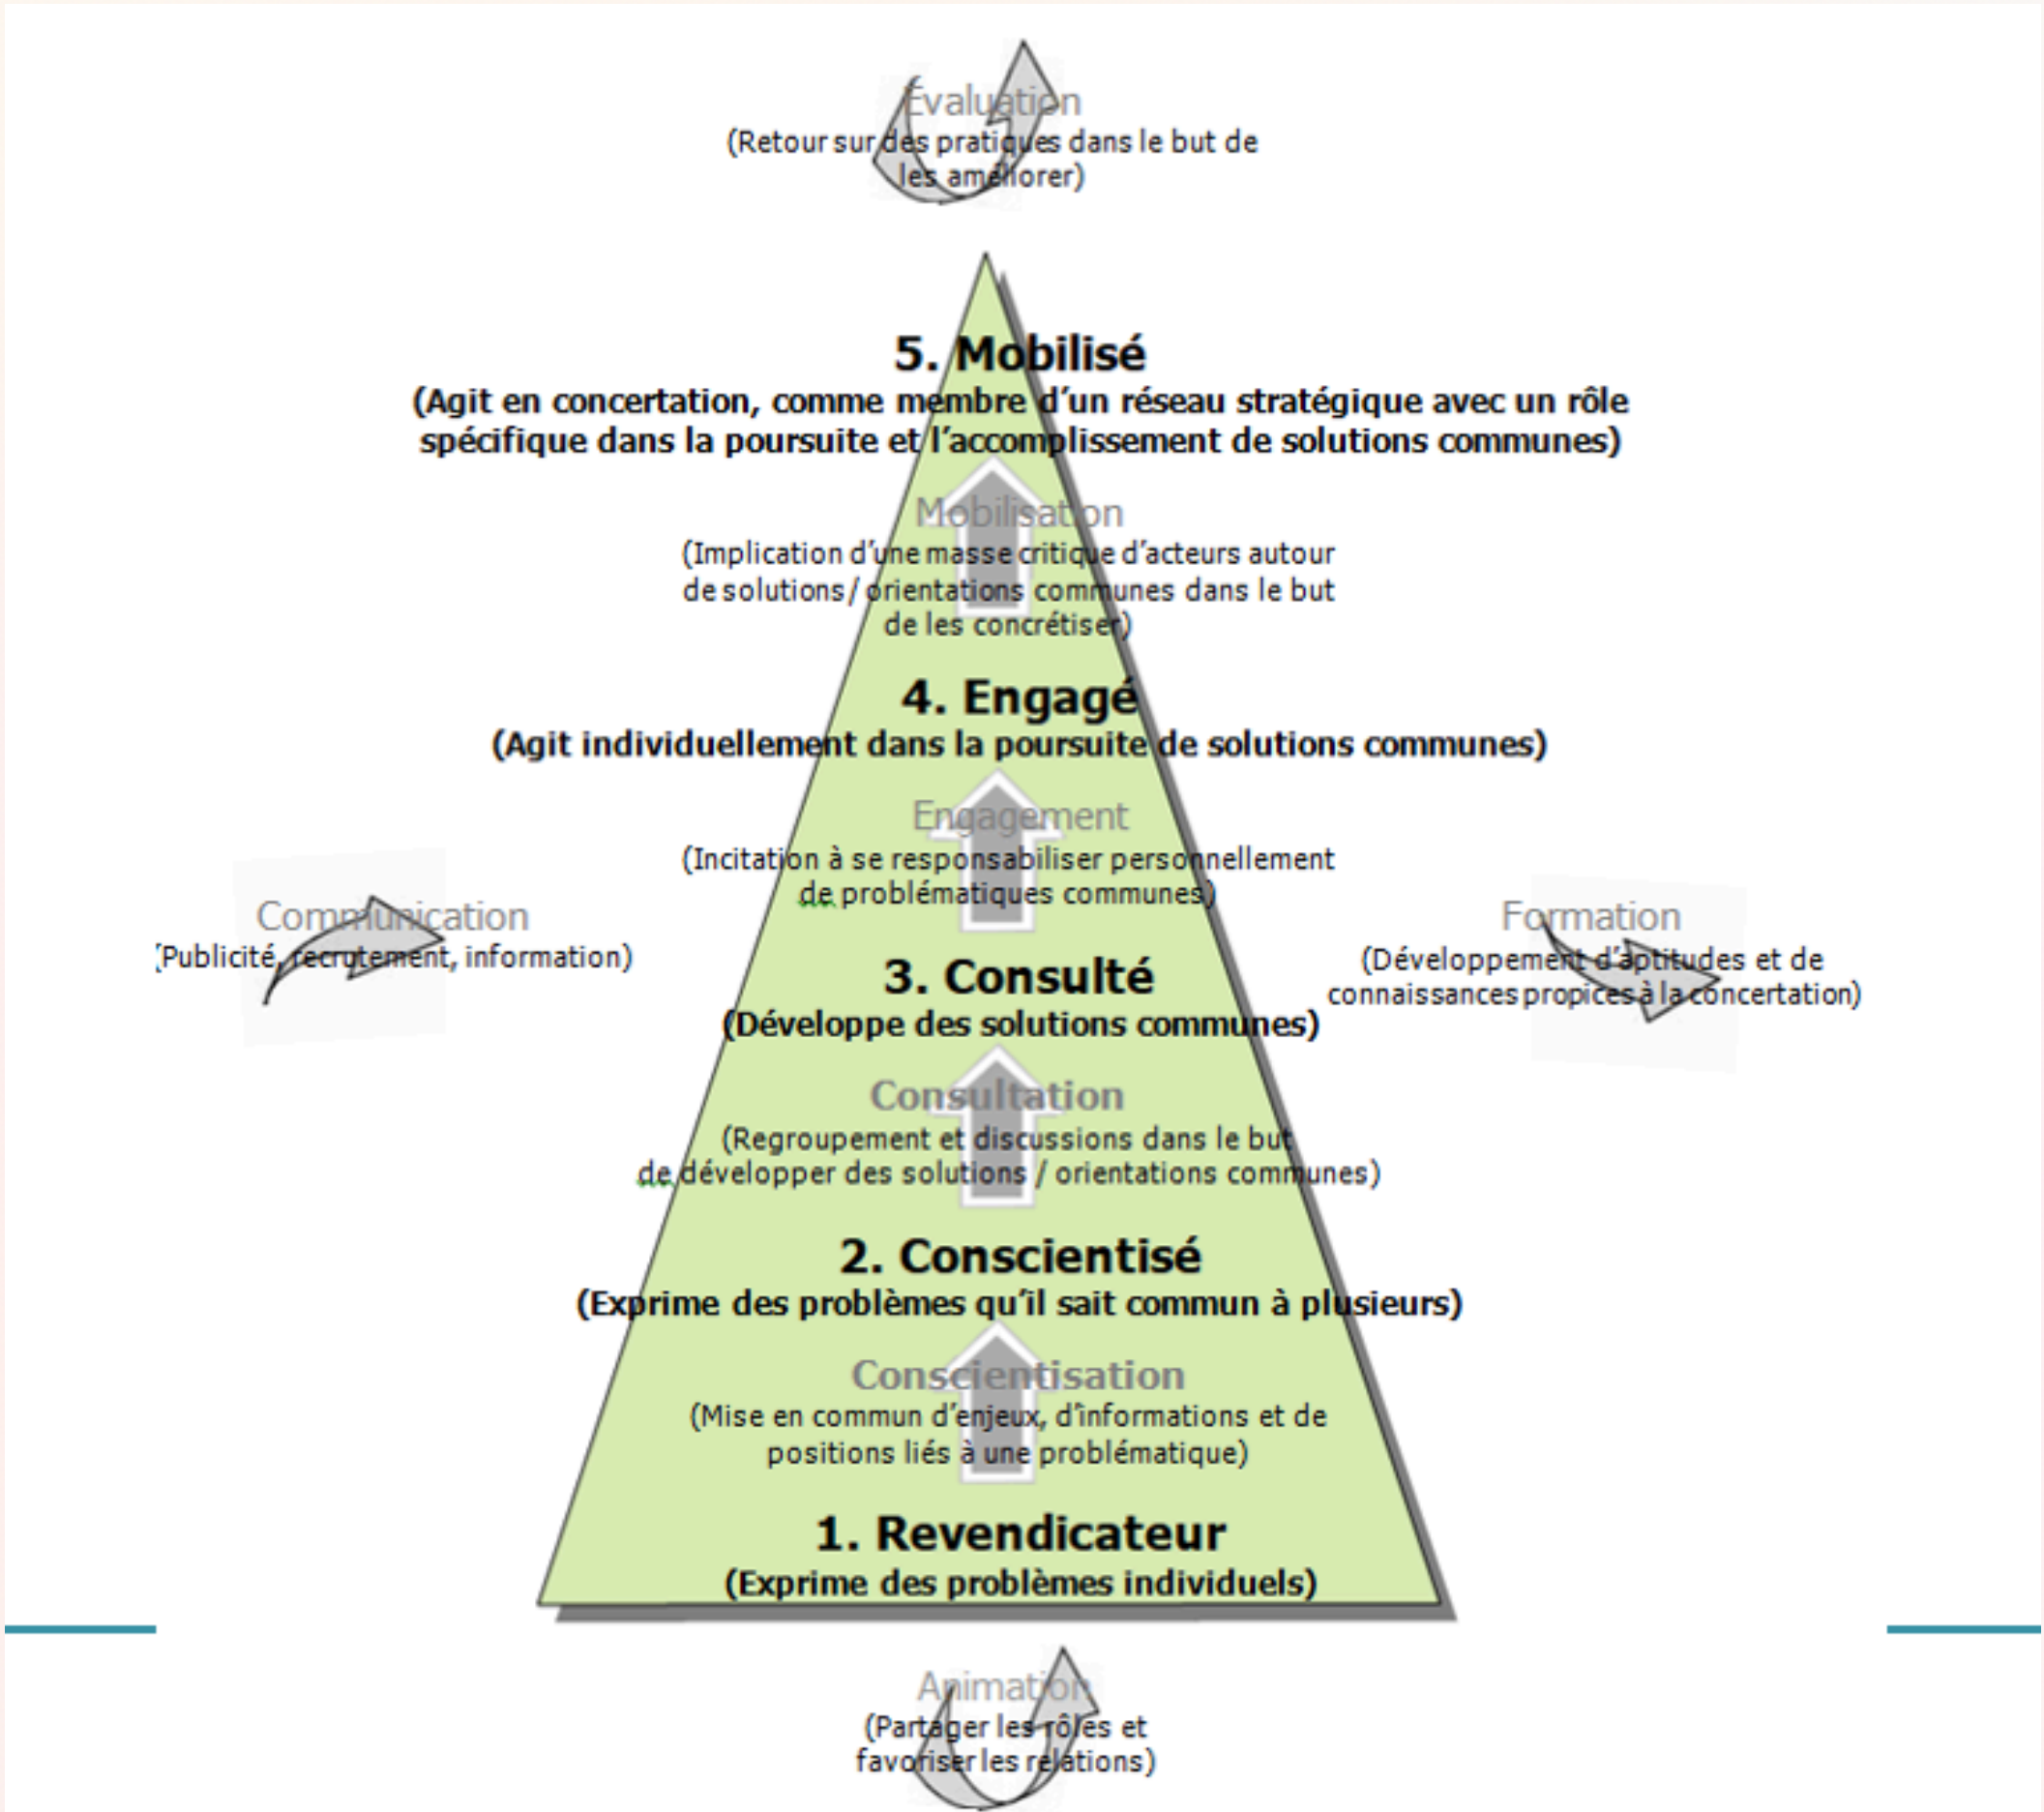 Évaluation
(Retour sur des pratiques dans le but de
les améliorer)
5. Mobilisé
(Agit en concertation, comme membre d'un réseau stratégique avec un rôle
spécifique dans la poursuite et l'accomplissement de solutions communes)
Mobilisation
(Implication d'une masse critique d'acteurs autour
de solutions/ orientations communes dans le but
de les concrétiser)
4. Engagé
(Agit individuellement dans la poursuite de solutions communes)
Engagement
(Incitation à se responsabiliser personnellement
de problématiques communes)
Communication
(Publicité, recrutement, information)
Formation
(Développement d'aptitudes et de
connaissances propices à la concertation)
3. Consulté
(Développe des solutions communes)
Consultation
(Regroupement et discussions dans le but
de développer des solutions / orientations communes)
2. Conscientisé
(Exprime des problèmes qu'il sait commun à plusieurs)
Conscientisation
(Mise en commun d'enjeux, d'informations et de
positions liés à une problématique)
1. Revendicateur
(Exprime des problèmes individuels)
Animation
(Partager les rôles et
favoriser les relations)